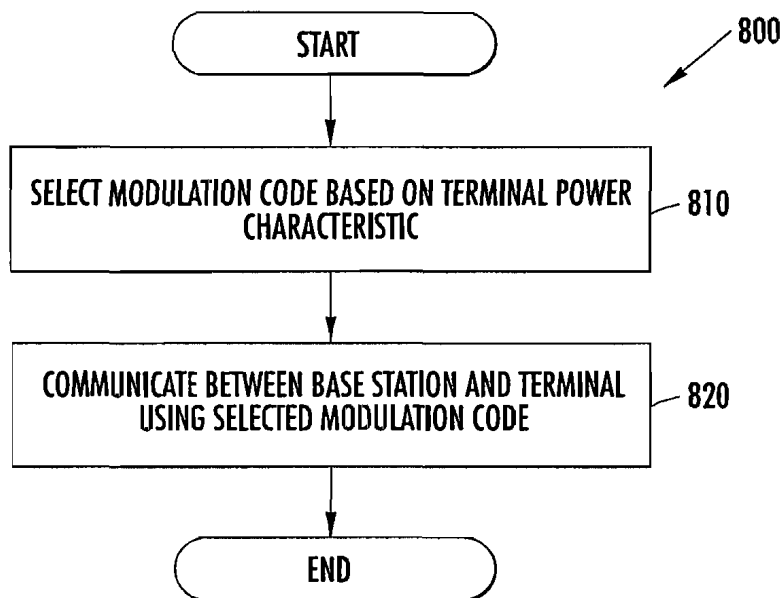 START
800
SELECT MODULATION CODE BASED ON TERMINAL POWER
CHARACTERISTIC
810
COMMUNICATE BETWEEN BASE STATION AND TERMINAL
USING SELECTED MODULATION CODE
820
END